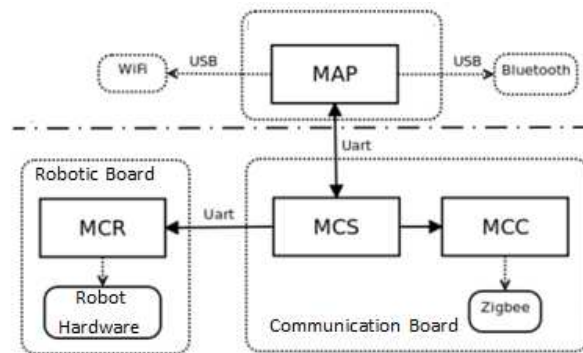 WiFi
USB
MAP
USB
Bluetooth
Uart
Robotic Board
MCR
Uart
MCS
MCC
Robot
Hardware
Zigbee
Communication Board